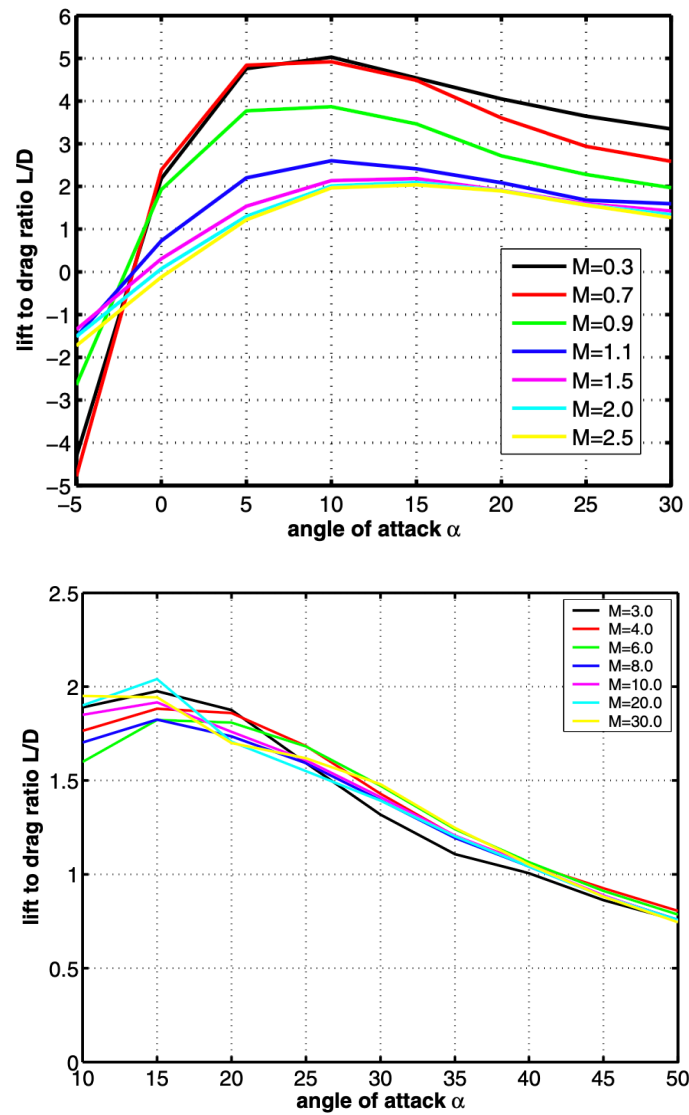 6
5
4
3
2
1
0
−1
−2
−3
−4
−5
lift to drag ratio L/D
M=0.3
M=0.7
M=0.9
M=1.1
M=1.5
M=2.0
M=2.5
−5 0 5 10 15 20 25 30
angle of attack α
2.5
2
1.5
1
0.5
0
lift to drag ratio L/D
M=3.0
M=4.0
M=6.0
M=8.0
M=10.0
M=20.0
M=30.0
10 15 20 25 30 35 40 45 50
angle of attack α